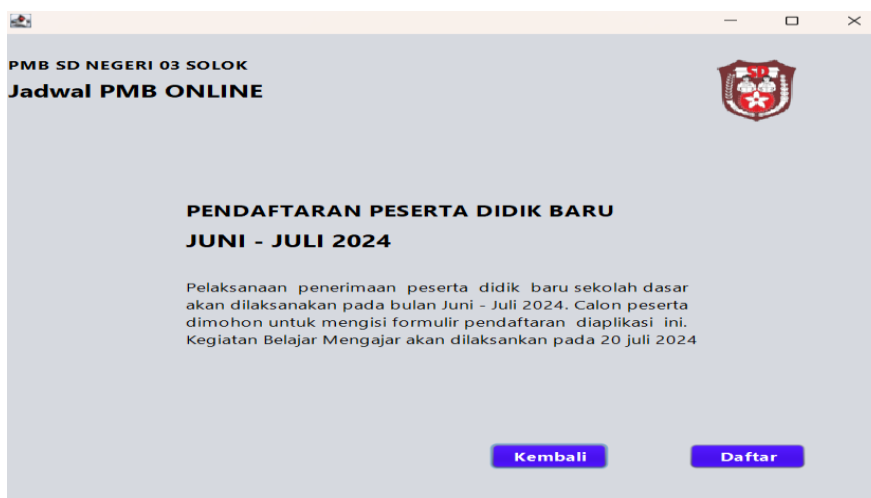 PMB SD NEGERI 03 SOLOK
Jadwal PMB ONLINE
SD
PENDAFTARAN PESERTA DIDIK BARU
JUNI - JULI 2024
Pelaksanaan penerimaan peserta didik baru sekolah dasar
akan dilaksanakan pada bulan Juni - Juli 2024. Calon peserta
dimohon untuk mengisi formulir pendaftaran diaplikasi ini.
Kegiatan Belajar Mengajar akan dilaksankan pada 20 juli 2024
Kembali
Daftar